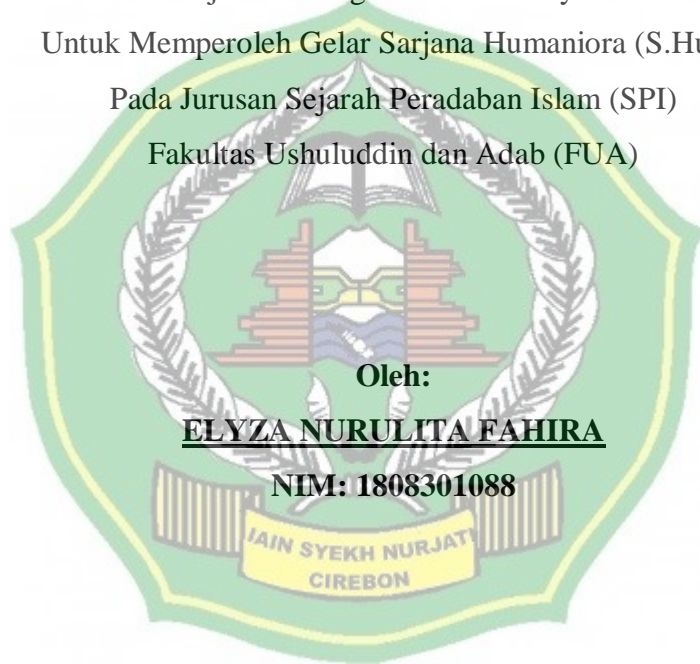 Untuk Memperoleh Gelar Sarjana Humaniora (S.Hu
Pada Jurusan Sejarah Peradaban Islam (SPI)
Fakultas Ushuluddin dan Adab (FUA)
Oleh:
ELYZA NURULITA FAHIRA
NIM: 1808301088
IAIN SYEKH NURJATI
CIREBON